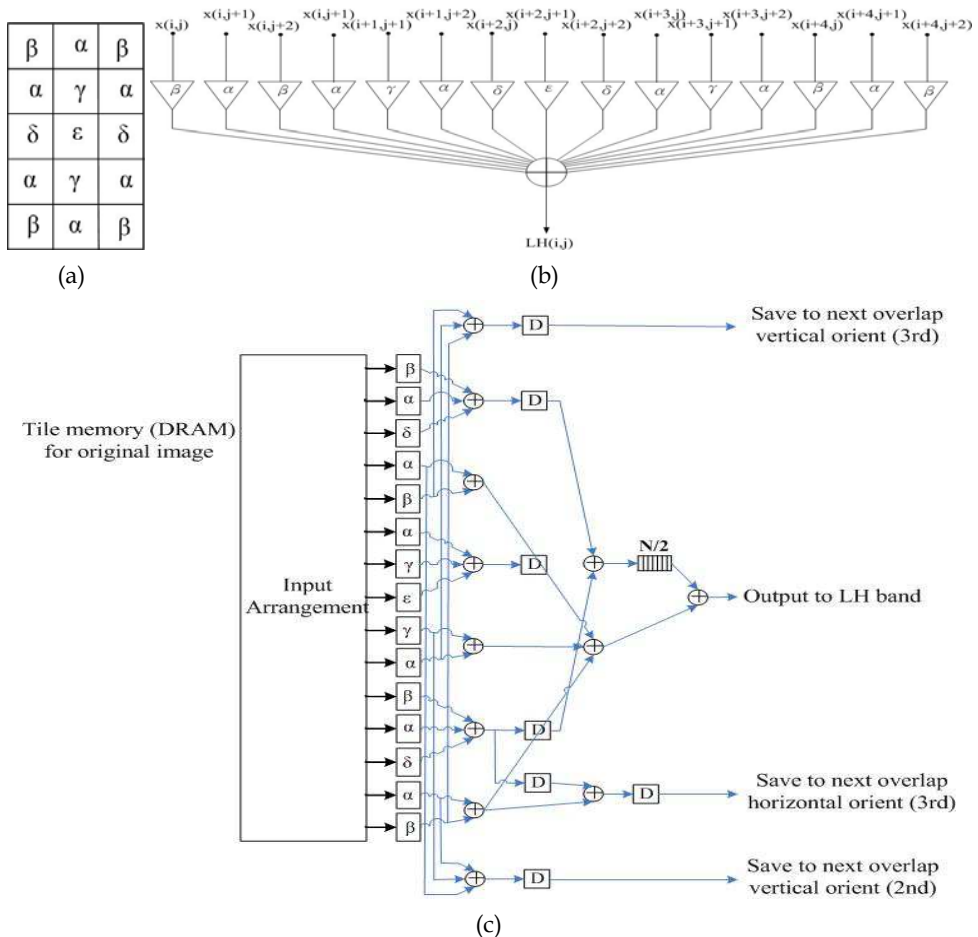 β α β
α γ α
δ ε δ
α γ α
β α β
(a)
x(i,j) x(i,j+1) x(i,j+2) x(i,j+1) x(i+1,j+1) x(i+1,j+2) x(i+2,j) x(i+2,j+1) x(i+2,j+2) x(i+3,j) x(i+3,j+1) x(i+3,j+2) x(i+4,j) x(i+4,j+1) x(i+4,j+2)
β α β α γ α δ ε δ α γ α β α β
LH(i,j)
(b)
Tile memory (DRAM)
for original image
Input
Arrangement
β
α
δ
α
β
α
γ
ε
γ
α
β
α
δ
α
β
D
D
D
D
D
D
D
N/2
Save to next overlap
vertical orient (3rd)
Output to LH band
Save to next overlap
horizontal orient (3rd)
Save to next overlap
vertical orient (2nd)
(c)